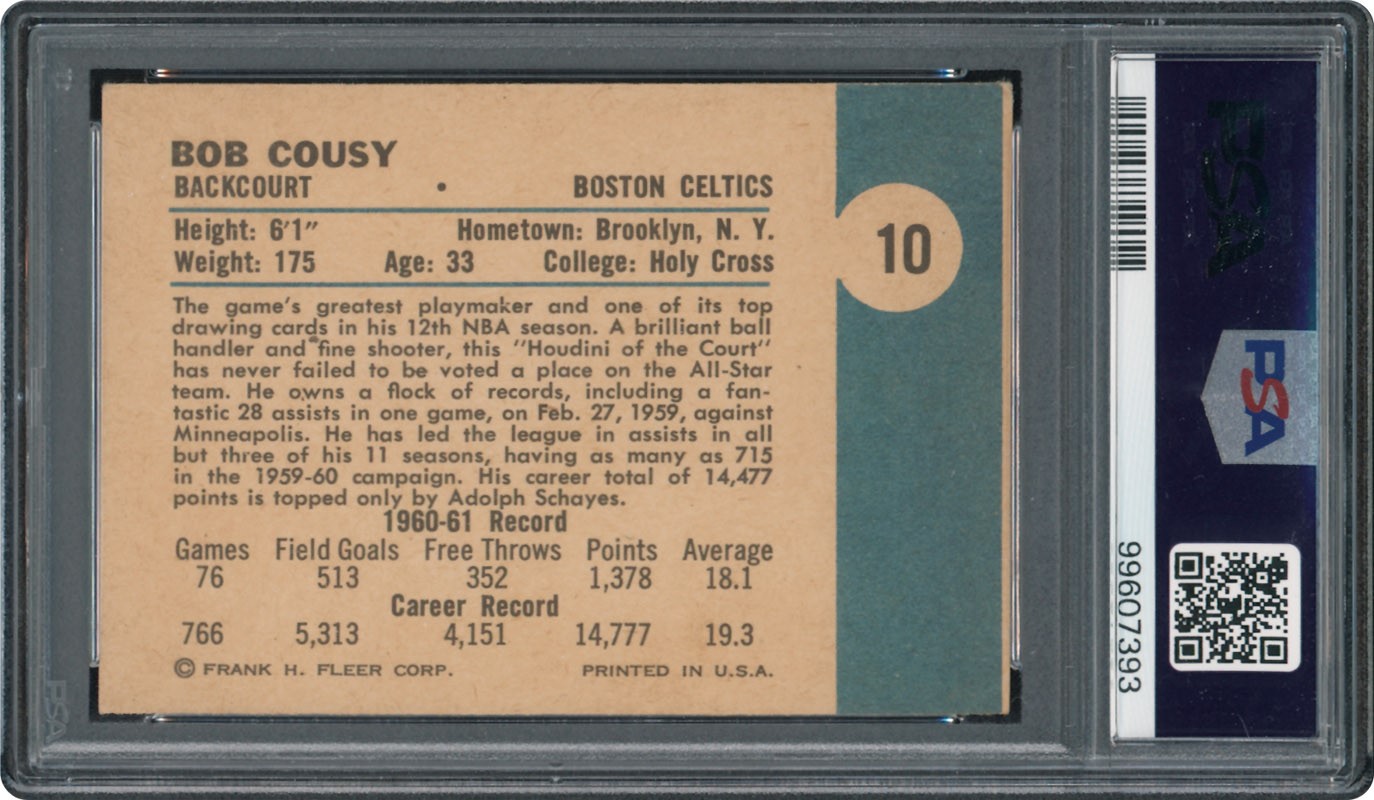 BOB COUSY
BACKCOURT • BOSTON CELTICS
Height: 6'1" Hometown: Brooklyn, N. Y.
Weight: 175 Age: 33 College: Holy Cross
The game's greatest playmaker and one of its top
drawing cards in his 12th NBA season. A brilliant ball
handler and fine shooter, this "Houdini of the Court"
has never failed to be voted a place on the All-Star
team. He owns a flock of records, including a fan-
tastic 28 assists in one game, on Feb. 27, 1959, against
Minneapolis. He has led the league in assists in all
but three of his 11 seasons, having as many as 715
in the 1959-60 campaign. His career total of 14,477
points is topped only by Adolph Schayes.
1960-61 Record
Games Field Goals Free Throws Points Average
76 513 352 1,378 18.1
Career Record
766 5,313 4,151 14,777 19.3
© FRANK H. FLEER CORP. PRINTED IN U.S.A.
10
PSA
PSA
99607393
PSA